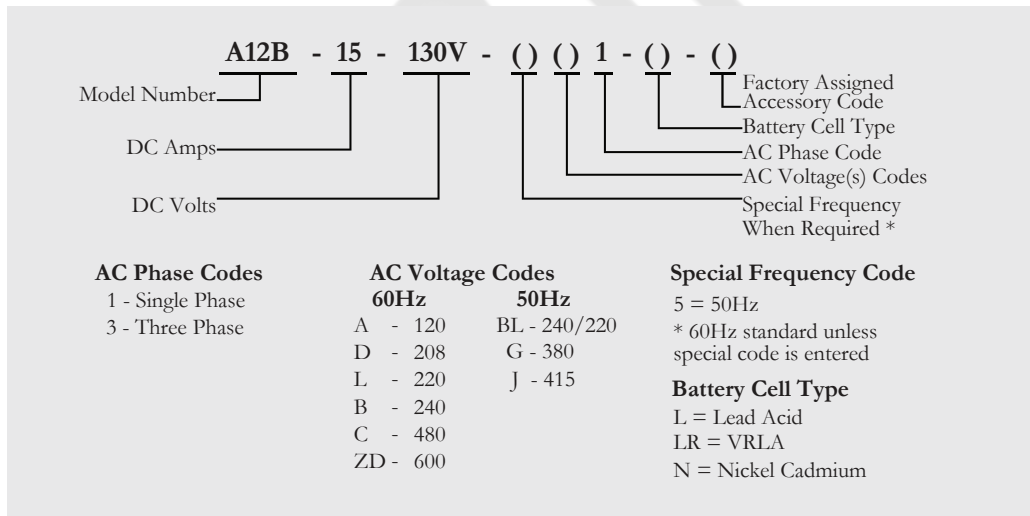 A12B - 15 - 130V - ( ) ( ) 1 - ( ) - ( )
Model Number
DC Amps
DC Volts
Factory Assigned
Accessory Code
Battery Cell Type
AC Phase Code
AC Voltage(s) Codes
Special Frequency
When Required *
AC Phase Codes
1 - Single Phase
3 - Three Phase
AC Voltage Codes
60Hz 50Hz
A - 120 BL - 240/220
D - 208 G - 380
L - 220 J - 415
B - 240
C - 480
ZD - 600
Special Frequency Code
5 = 50Hz
* 60Hz standard unless
special code is entered
Battery Cell Type
L = Lead Acid
LR = VRLA
N = Nickel Cadmium